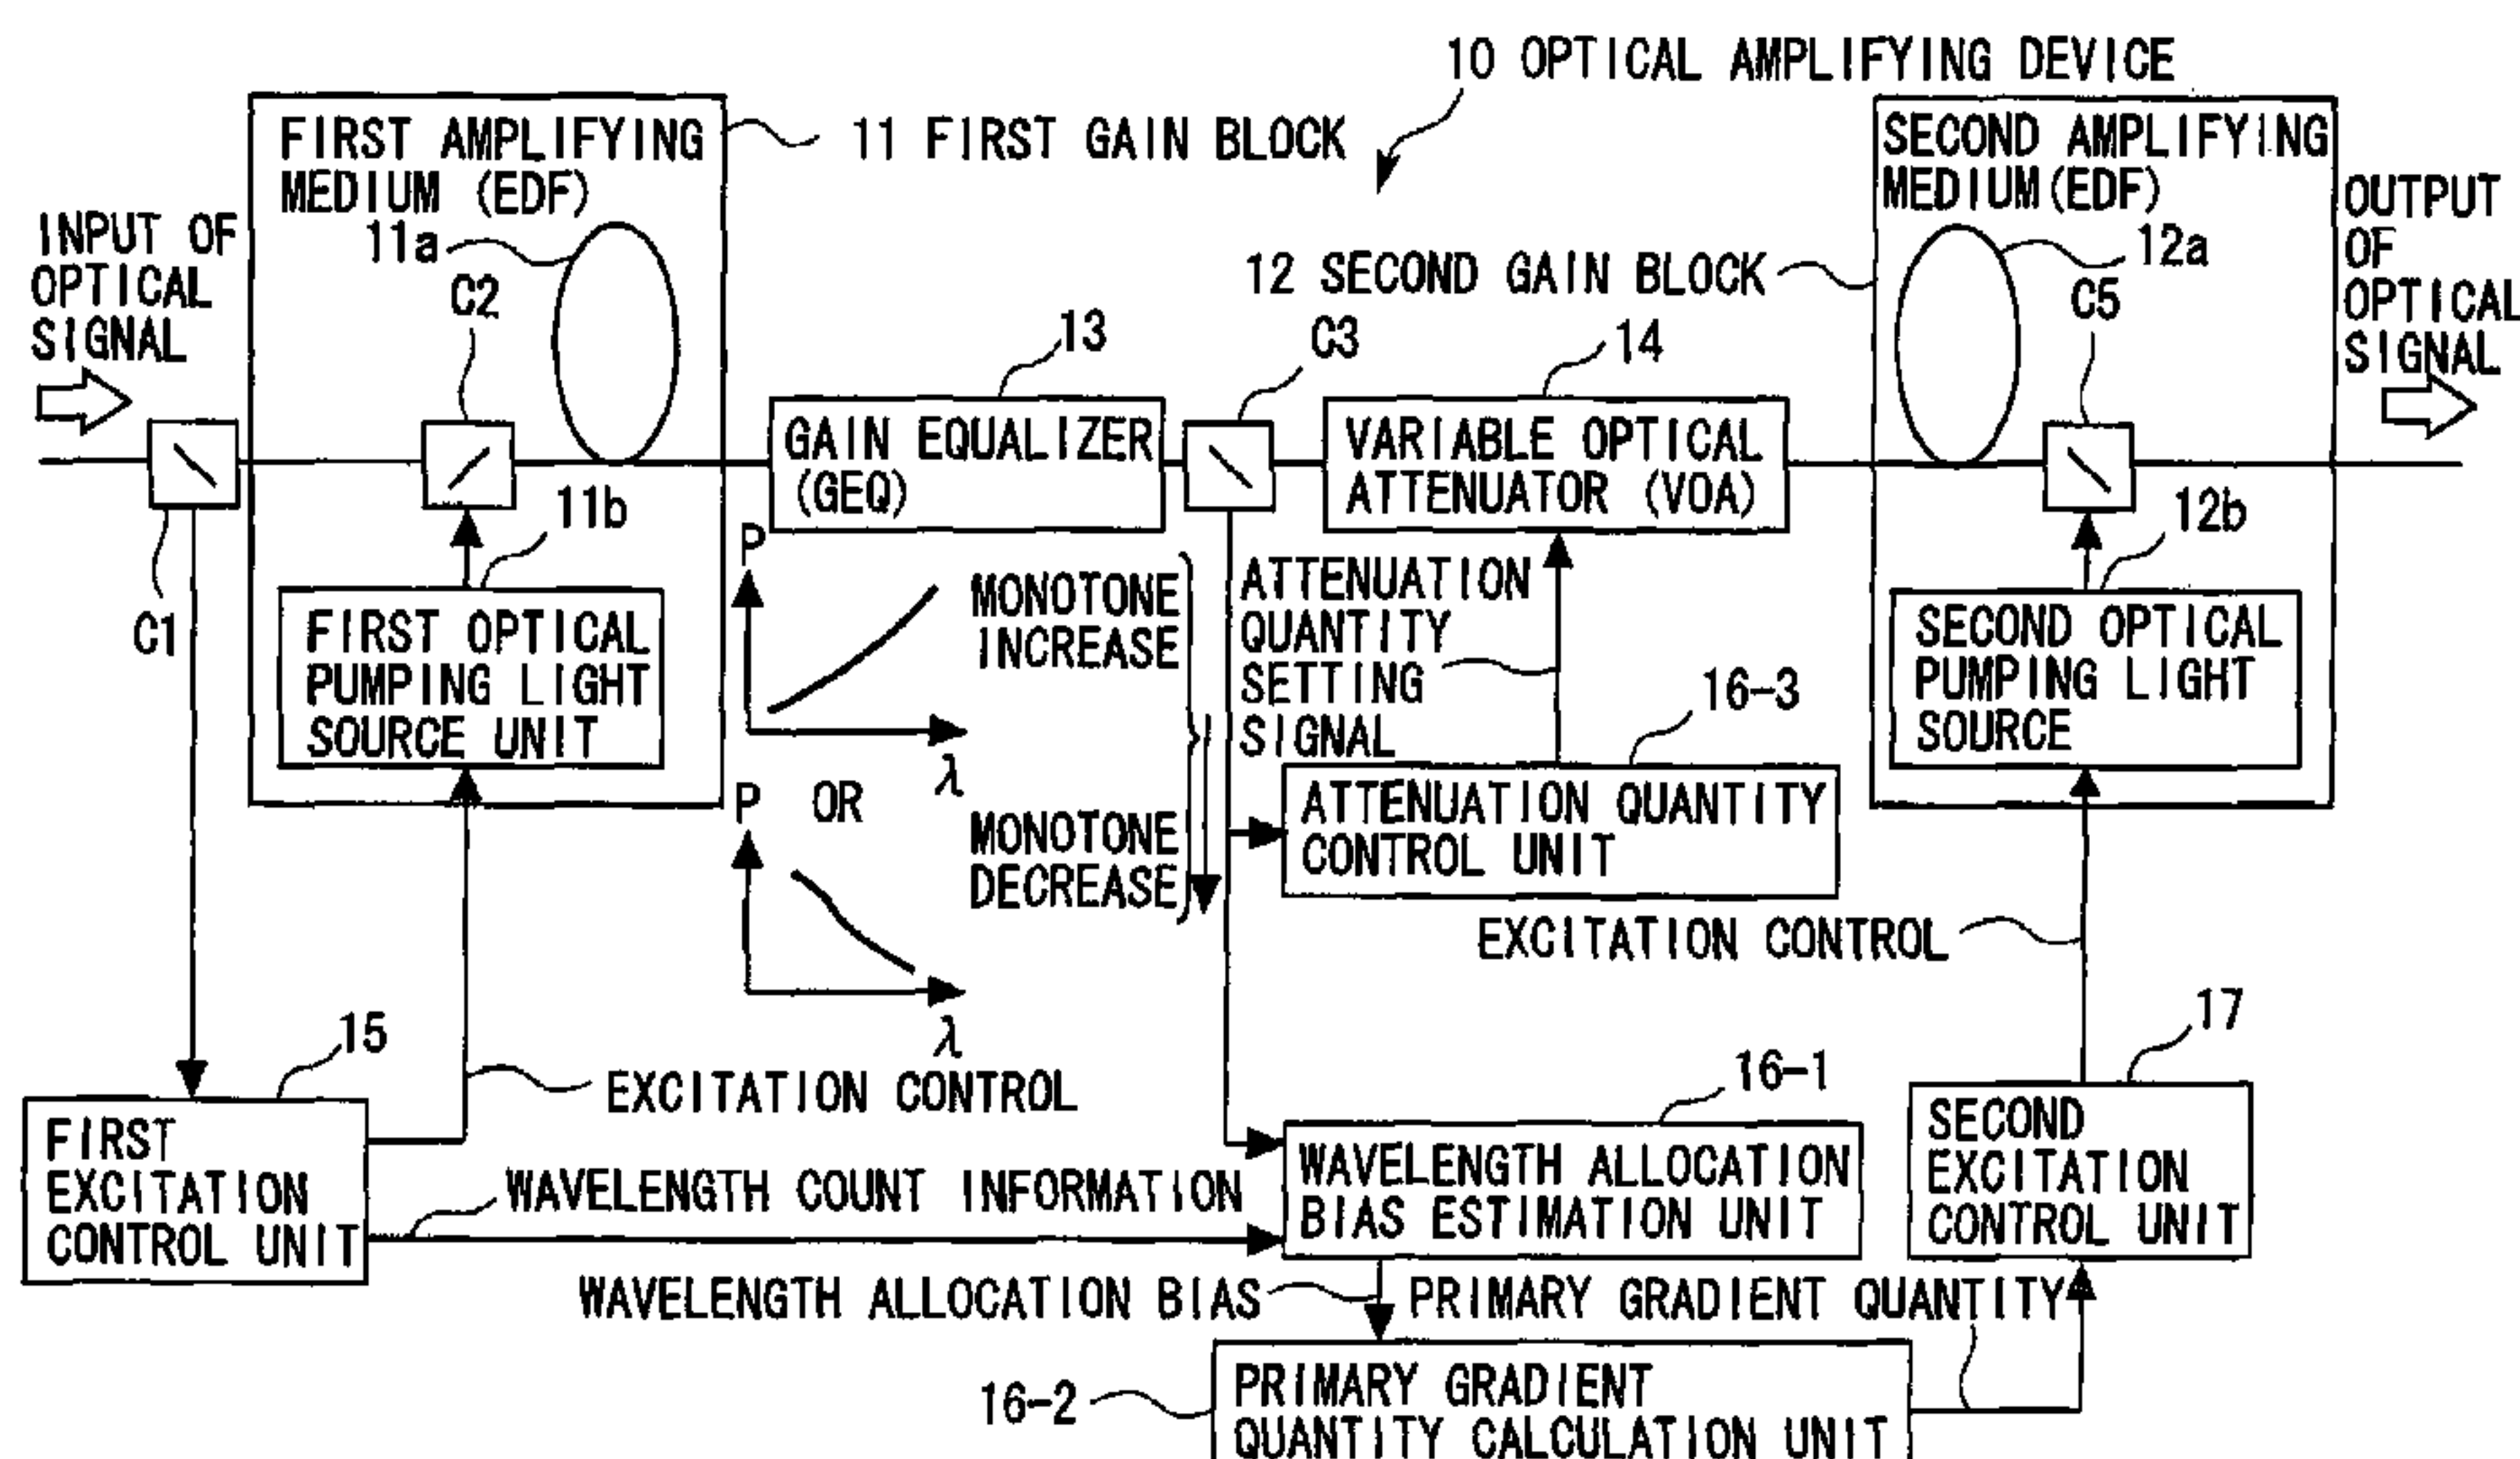 10 OPTICAL AMPLIFYING DEVICE
FIRST AMPLIFYING
MEDIUM (EDF)
11a
11 FIRST GAIN BLOCK
SECOND AMPLIFYING
MEDIUM (EDF)
12a
INPUT OF
OPTICAL
SIGNAL
OUTPUT
OF
OPTICAL
SIGNAL
12 SECOND GAIN BLOCK
C2
13
C3
14
C5
GAIN EQUALIZER
(GEQ)
VARIABLE OPTICAL
ATTENUATOR (VOA)
C1
11b
12b
FIRST OPTICAL
PUMPING LIGHT
SOURCE UNIT
P
MONOTONE
INCREASE
λ
OR
P
MONOTONE
DECREASE
λ
ATTENUATION
QUANTITY
SETTING
SIGNAL
16-3
ATTENUATION QUANTITY
CONTROL UNIT
SECOND OPTICAL
PUMPING LIGHT
SOURCE
EXCITATION CONTROL
15
EXCITATION CONTROL
FIRST
EXCITATION
CONTROL UNIT
WAVELENGTH COUNT INFORMATION
16-1
WAVELENGTH ALLOCATION
BIAS ESTIMATION UNIT
17
SECOND
EXCITATION
CONTROL UNIT
WAVELENGTH ALLOCATION BIAS
PRIMARY GRADIENT QUANTITY
16-2
PRIMARY GRADIENT
QUANTITY CALCULATION UNIT